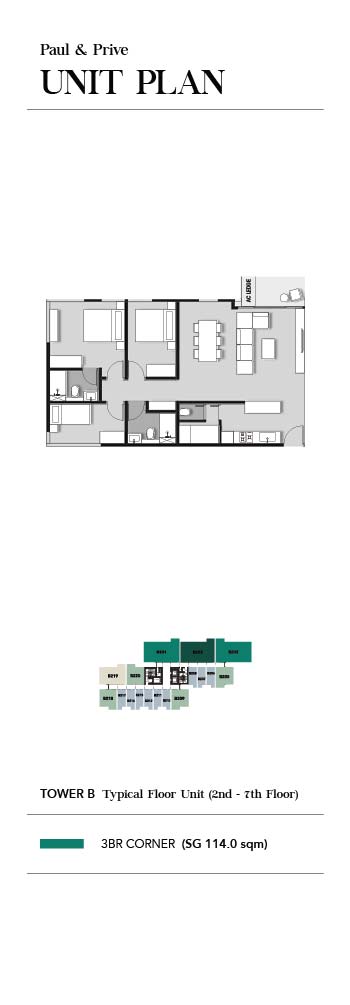 Paul & Prive
UNIT PLAN
AC LEDGE
TOWER B Typical Floor Unit (2nd - 7th Floor)
3BR CORNER (SG 114.0 sqm)